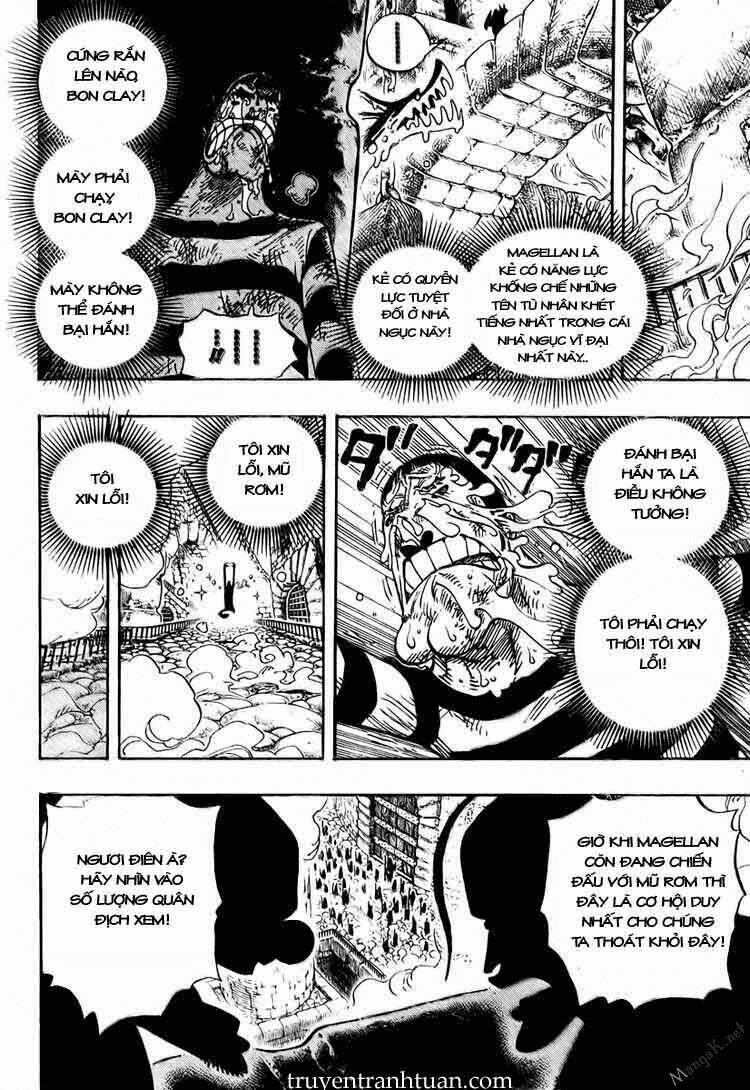 CỨNG RẮN
LÊN NÀO,
BON CLAY!
MÀY PHẢI
CHẠY,
BON CLAY!
MÀY KHÔNG
THỂ ĐÁNH
BẠI HẮN!
KẺ CÓ QUYỀN
LỰC TUYỆT
ĐỐI Ở NHÀ
NGỤC NÀY!
MAGELLAN LÀ
KẺ CÓ NĂNG LỰC
KHỐNG CHẾ NHỮNG
TÊN TÙ NHÂN KHÉT
TIẾNG NHẤT TRONG CÁI
NHÀ NGỤC VĨ ĐẠI
NHẤT NÀY...
TÔI
XIN LỖI!
TÔI XIN
LỖI, MŨ
RƠM!
ダダダ
ĐÁNH BẠI
HẮN TA LÀ
ĐIỀU KHÔNG
TƯỞNG!
TÔI PHẢI CHẠY
THÔI! TÔI XIN
LỖI!
!
NGƯƠI ĐIÊN À?
HÃY NHÌN VÀO
SỐ LƯỢNG QUÂN
ĐỊCH XEM!
GIỜ KHI MAGELLAN
CÒN ĐANG CHIẾN
ĐẤU VỚI MŨ RƠM THÌ
ĐÂY LÀ CƠ HỘI DUY
NHẤT CHO CHÚNG
TA THOÁT KHỎI ĐÂY!
MangaK.net
truyentranhtuan.com